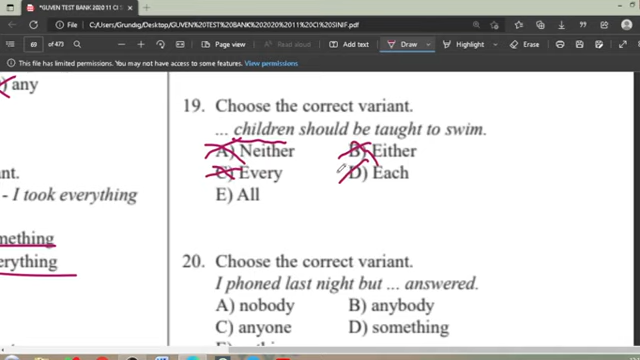 *GUVEN TEST BANK 2020 11 CI S
File | C:/Users/Grundig/Desktop/GUVEN%20TEST%20BANK%202020%2011%20CI%20SINIF.pdf
69 of 473
Page view
Read aloud
Add text
Draw
Highlight
Erase
This file has limited permissions. You may not have access to some features. View permissions
) any
19. Choose the correct variant.
... children should be taught to swim.
A) Neither B) Either
C) Every D) Each
E) All
ant.
- I took everything
mething
erything
20. Choose the correct variant.
I phoned last night but ... answered.
A) nobody B) anybody
C) anyone D) something